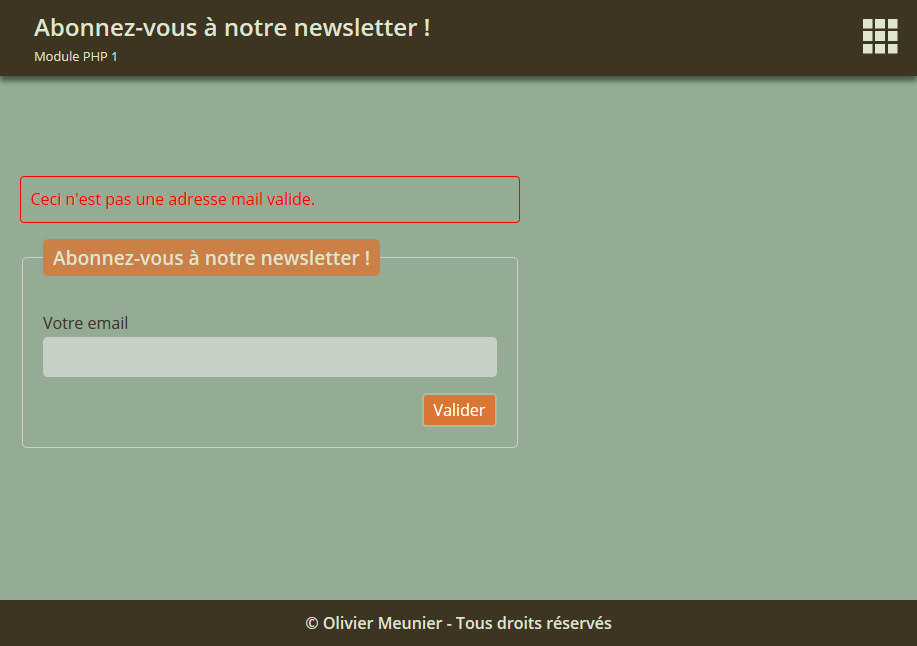 Abonnez-vous à notre newsletter !
Module PHP 1
Ceci n'est pas une adresse mail valide.
Abonnez-vous à notre newsletter !
Votre email
Valider
© Olivier Meunier - Tous droits réservés